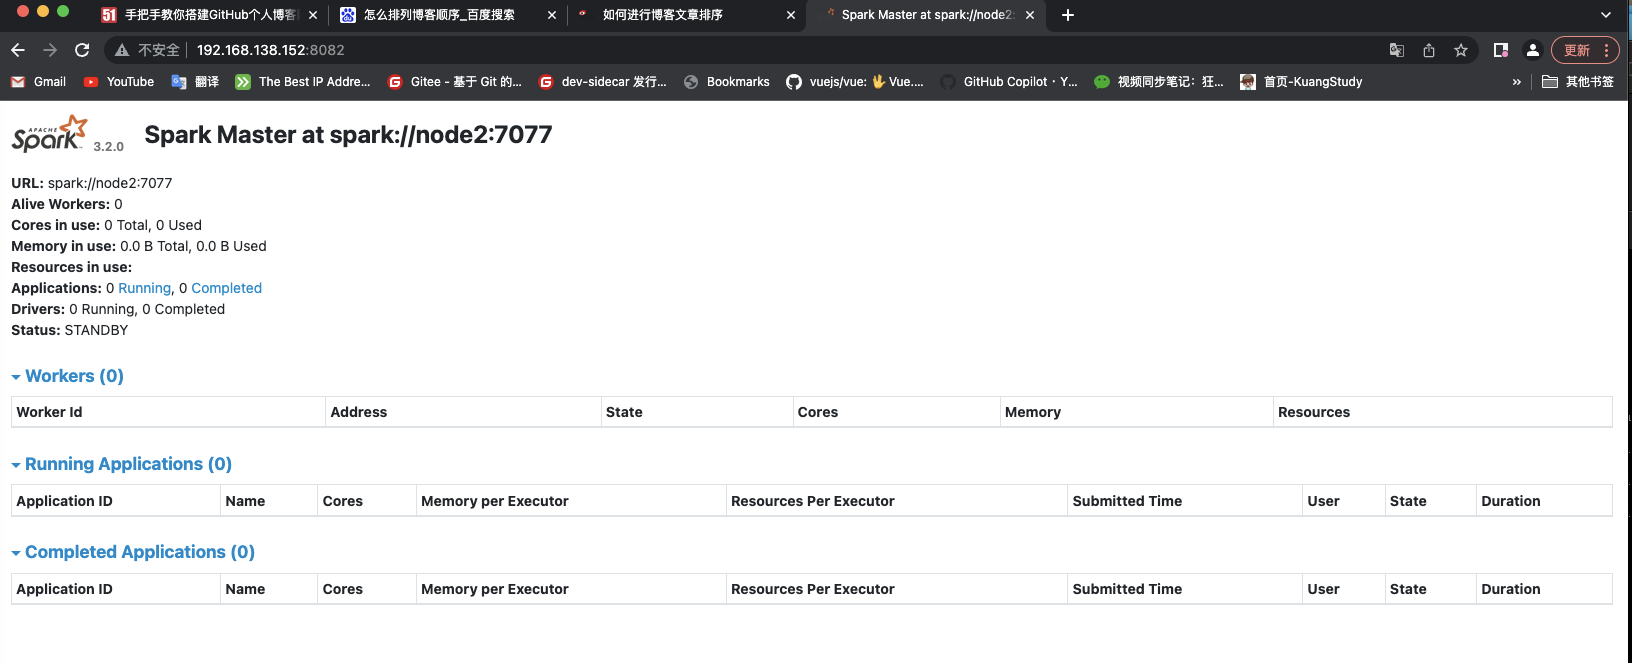 手把手教你搭建GitHub个人博客
怎么排列博客顺序_百度搜索
如何进行博客文章排序
Spark Master at spark://node2:
不安全 192.168.138.152:8082
更新
Gmail YouTube 翻译 The Best IP Addre... Gitee - 基于 Git 的... dev-sidecar 发行... Bookmarks vuejs/vue: 🖖 Vue.... GitHub Copilot · Y... 视频同步笔记：狂... 首页-KuangStudy » 其他书签
APACHE Spark 3.2.0 Spark Master at spark://node2:7077
URL: spark://node2:7077
Alive Workers: 0
Cores in use: 0 Total, 0 Used
Memory in use: 0.0 B Total, 0.0 B Used
Resources in use:
Applications: 0 Running, 0 Completed
Drivers: 0 Running, 0 Completed
Status: STANDBY
Workers (0)
Worker Id Address State Cores Memory Resources
Running Applications (0)
Application ID Name Cores Memory per Executor Resources Per Executor Submitted Time User State Duration
Completed Applications (0)
Application ID Name Cores Memory per Executor Resources Per Executor Submitted Time User State Duration